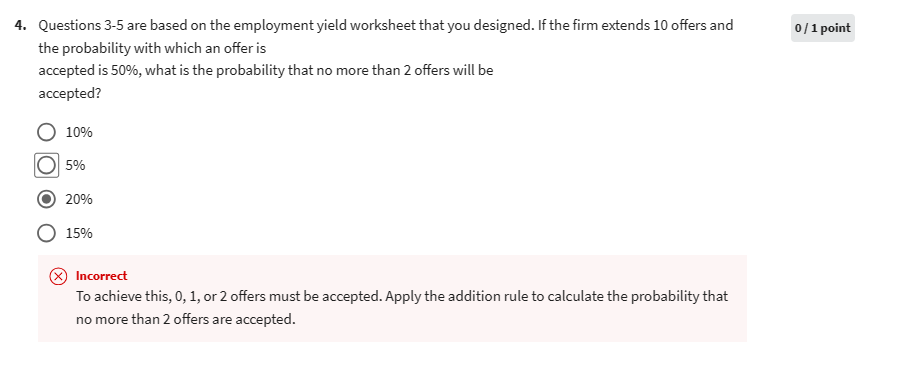 4. Questions 3-5 are based on the employment yield worksheet that you designed. If the firm extends 10 offers and
0 / 1 point
the probability with which an offer is
accepted is 50%, what is the probability that no more than 2 offers will be
accepted?
10%
5%
20%
15%
Incorrect
To achieve this, 0, 1, or 2 offers must be accepted. Apply the addition rule to calculate the probability that
no more than 2 offers are accepted.